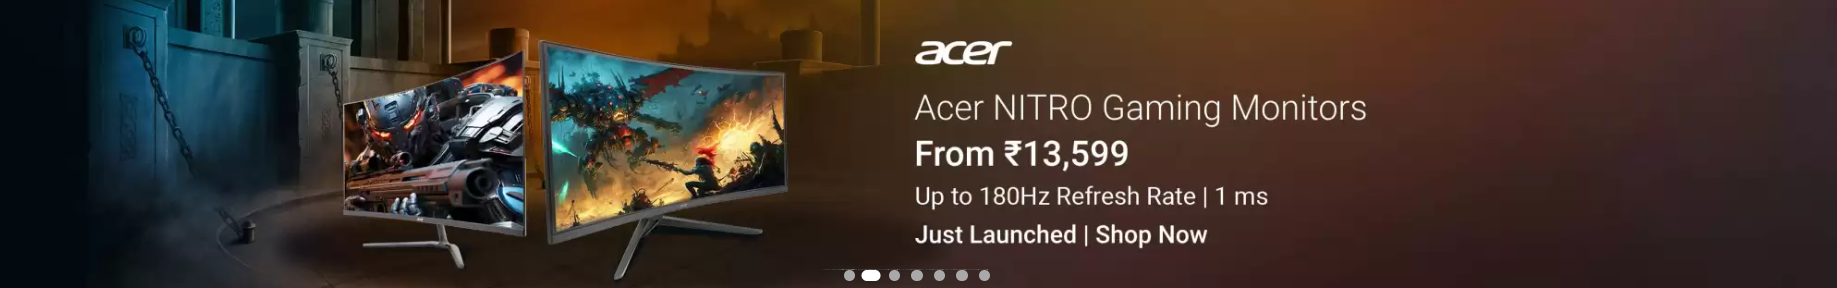 acer
Acer NITRO Gaming Monitors
From ₹13,599
Up to 180Hz Refresh Rate | 1 ms
Just Launched | Shop Now